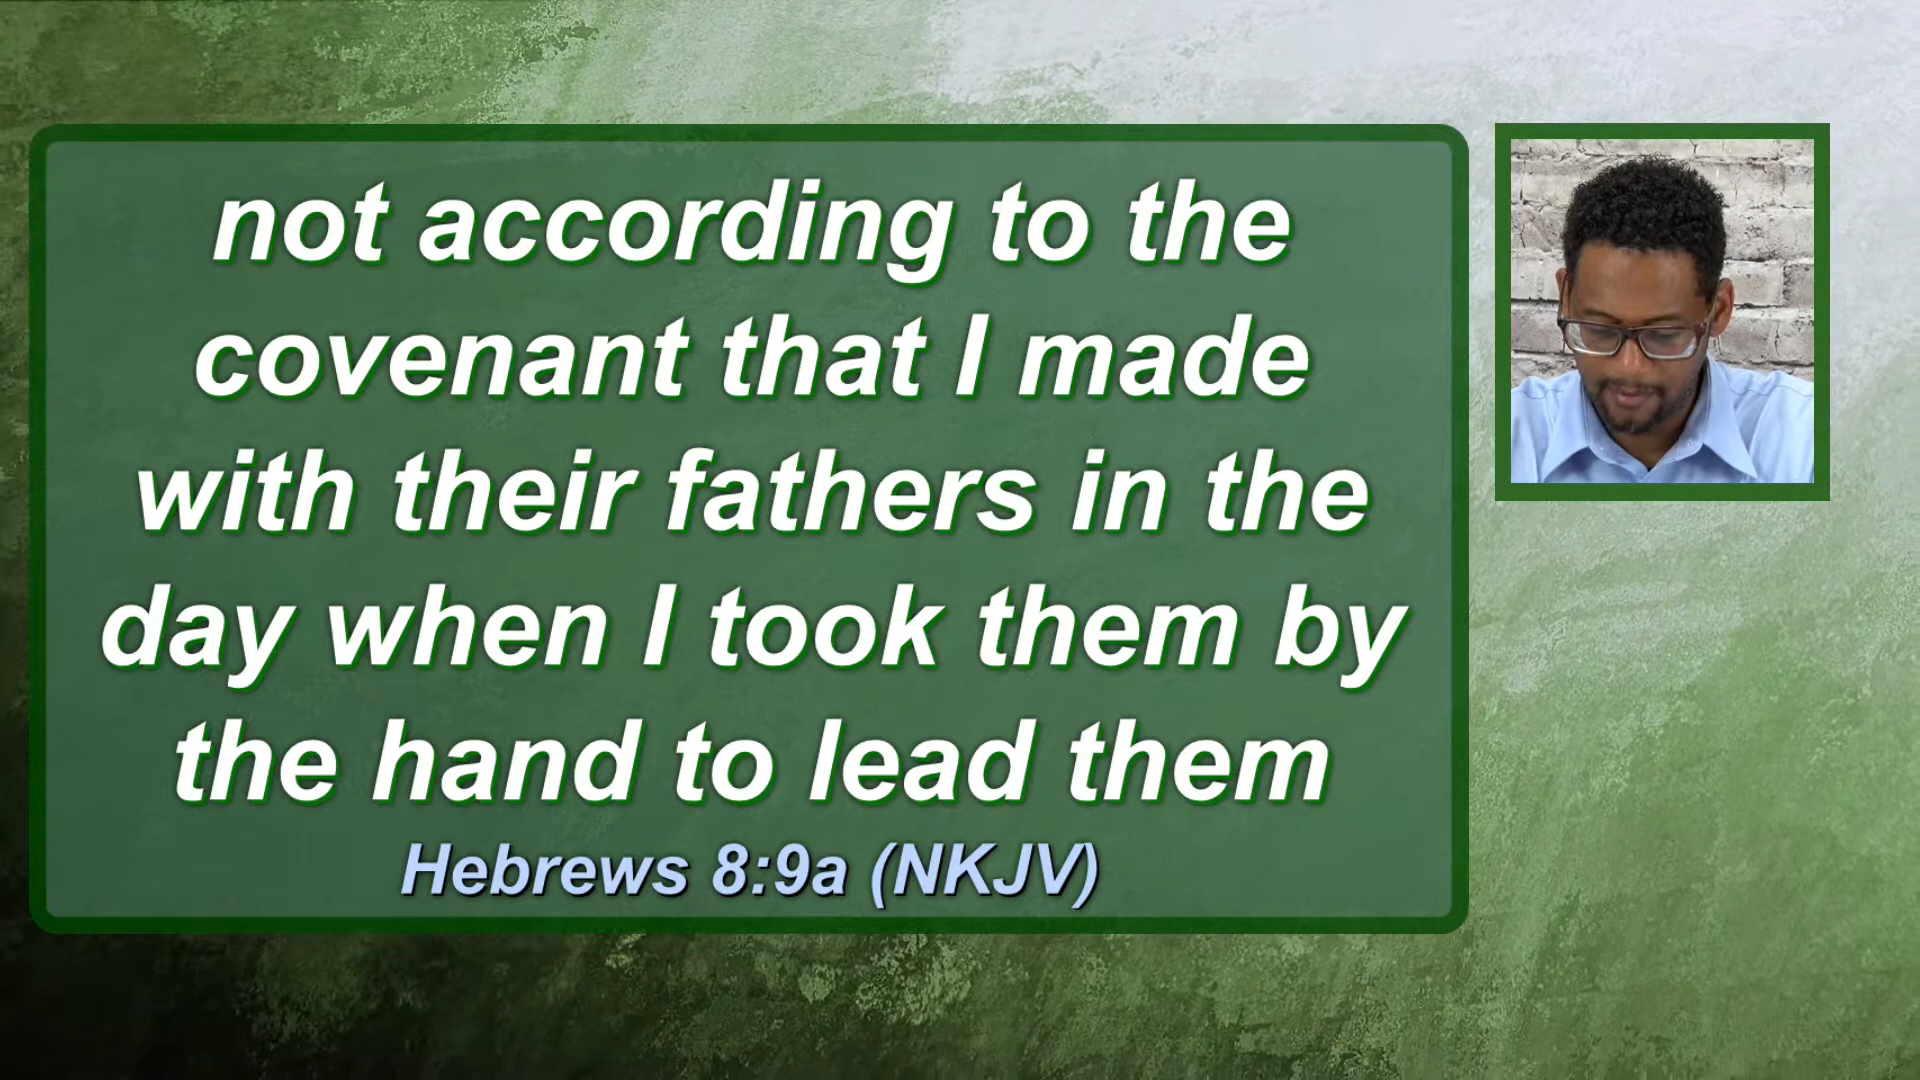 not according to the
covenant that I made
with their fathers in the
day when I took them by
the hand to lead them
Hebrews 8:9a (NKJV)